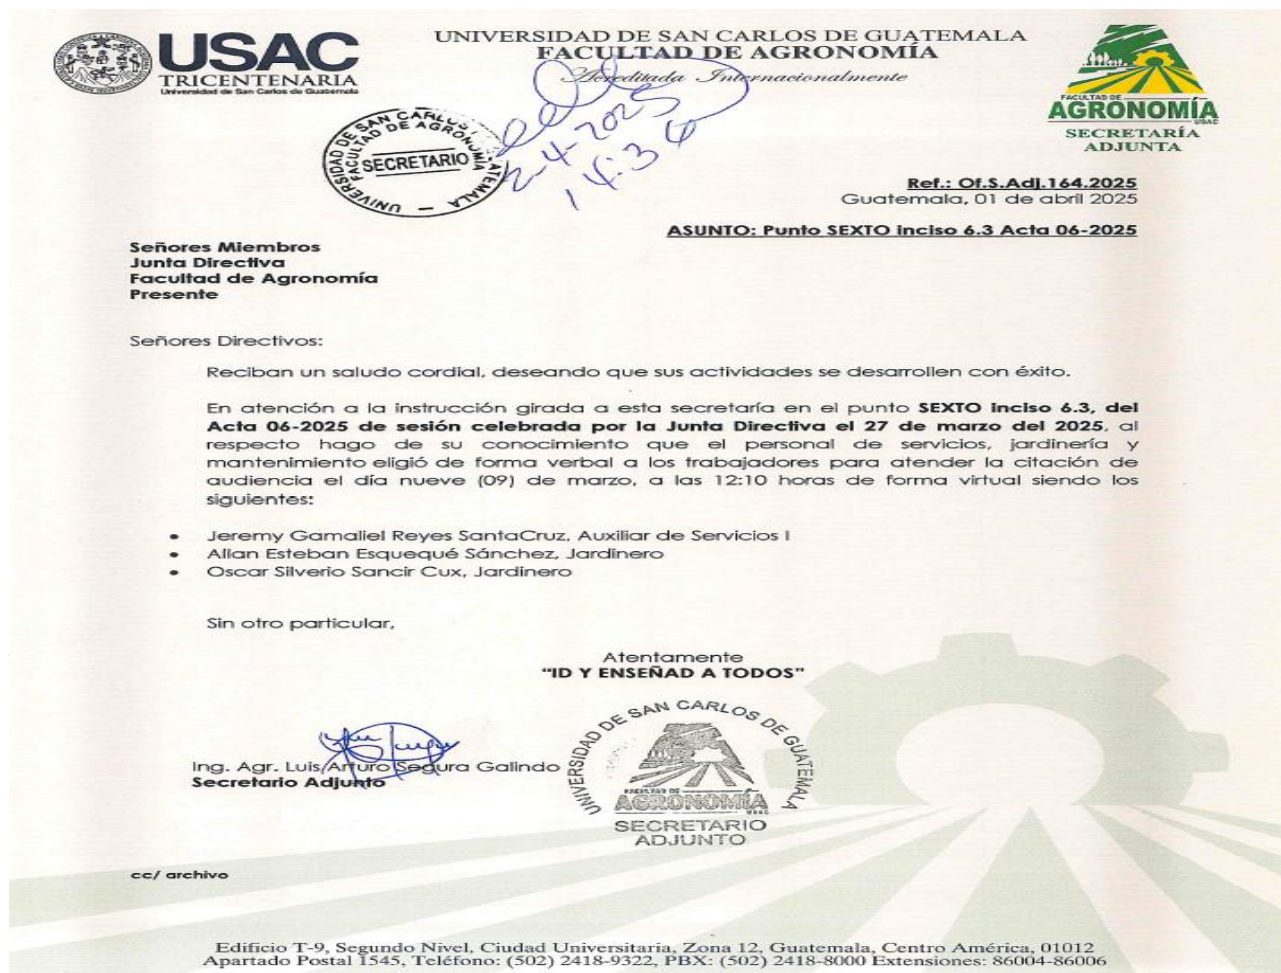 USAC
TRICENTENARIA
Universidad de San Carlos de Guatemala
UNIVERSIDAD DE SAN CARLOS DE GUATEMALA
FACULTAD DE AGRONOMÍA
Acreditada Internacionalmente
FACULTAD DE
AGRONOMÍA
USAC
SECRETARÍA
ADJUNTA
UNIVERSIDAD DE SAN CARLOS GUATEMALA
FACULTAD DE AGRONOMÍA
SECRETARIO
2-4-2025
14:34
Ref.: Of.S.Adj.164.2025
Guatemala, 01 de abril 2025
ASUNTO: Punto SEXTO inciso 6.3 Acta 06-2025
Señores Miembros
Junta Directiva
Facultad de Agronomía
Presente
Señores Directivos:
Reciban un saludo cordial, deseando que sus actividades se desarrollen con éxito.
En atención a la instrucción girada a esta secretaría en el punto SEXTO inciso 6.3, del
Acta 06-2025 de sesión celebrada por la Junta Directiva el 27 de marzo del 2025, al
respecto hago de su conocimiento que el personal de servicios, jardinería y
mantenimiento eligió de forma verbal a los trabajadores para atender la citación de
audiencia el día nueve (09) de marzo, a las 12:10 horas de forma virtual siendo los
siguientes:
• Jeremy Gamaliel Reyes SantaCruz, Auxiliar de Servicios I
• Allan Esteban Esquequé Sánchez, Jardinero
• Oscar Silverio Sancir Cux, Jardinero
Sin otro particular,
Atentamente
“ID Y ENSEÑAD A TODOS”
Ing. Agr. Luis Arturo Segura Galindo
Secretario Adjunto
UNIVERSIDAD DE SAN CARLOS DE GUATEMALA
FACULTAD DE
AGRONOMÍA
USAC
SECRETARIO
ADJUNTO
cc/ archivo
Edificio T-9, Segundo Nivel, Ciudad Universitaria, Zona 12, Guatemala, Centro América, 01012
Apartado Postal 1545, Teléfono: (502) 2418-9322, PBX: (502) 2418-8000 Extensiones: 86004-86006